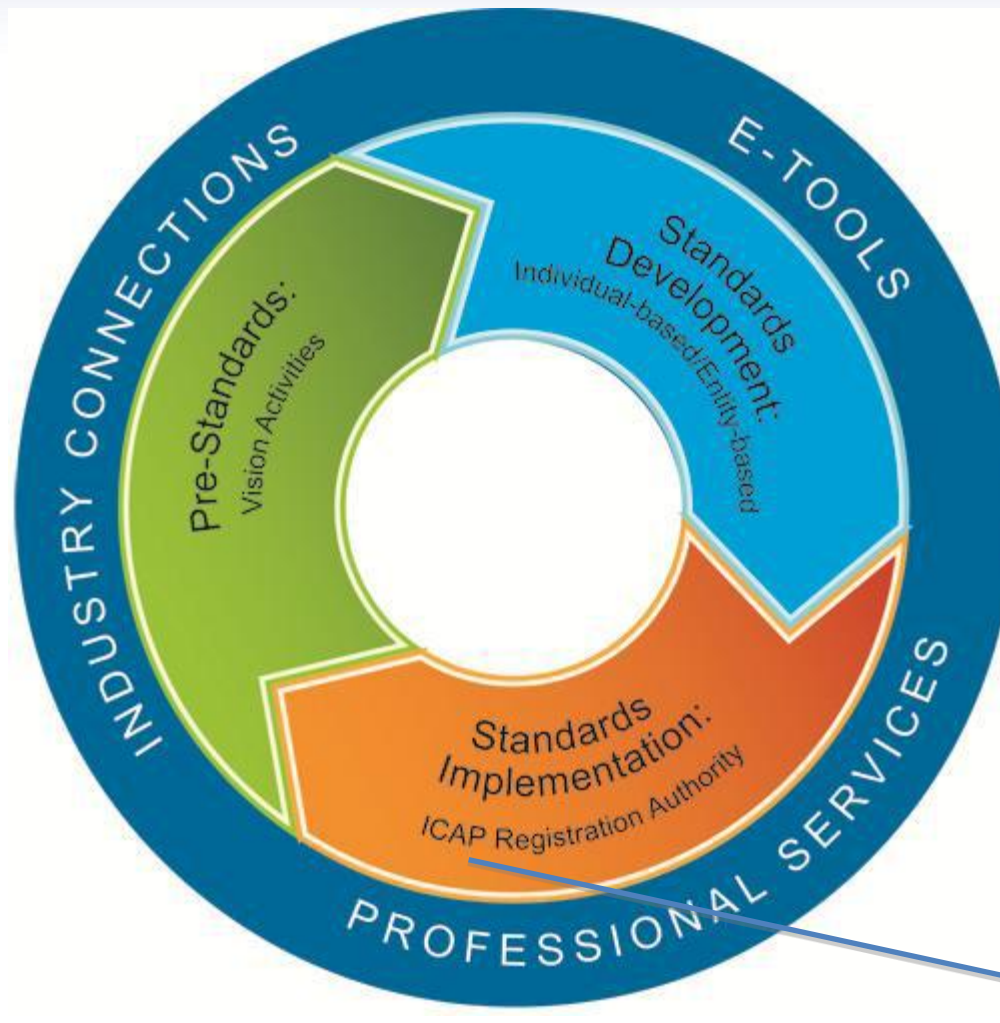 INDUSTRY CONNECTIONS
E-TOOLS
PROFESSIONAL SERVICES
Pre-Standards:
Vision Activities
Standards
Development:
Individual-based/Entity-based
Standards
Implementation:
ICAP Registration Authority